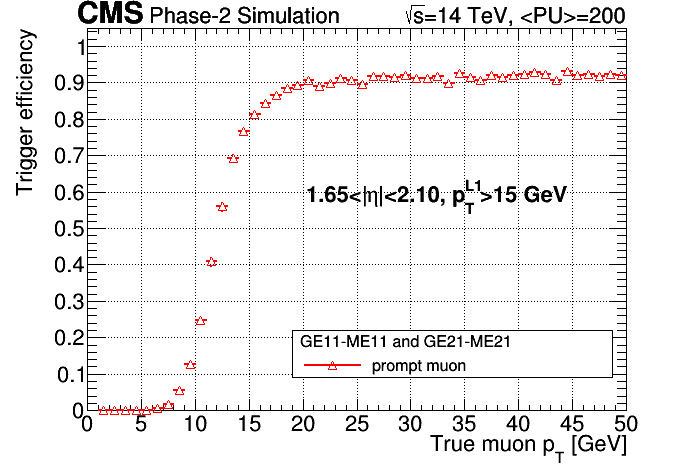 CMS Phase-2 Simulation √s=14 TeV, <PU>=200
Trigger efficiency
1
0.9
0.8
0.7
0.6
0.5
0.4
0.3
0.2
0.1
0
1.65<|η|<2.10, p_T^L1>15 GeV
GE11-ME11 and GE21-ME21
prompt muon
0 5 10 15 20 25 30 35 40 45 50
True muon p_T [GeV]